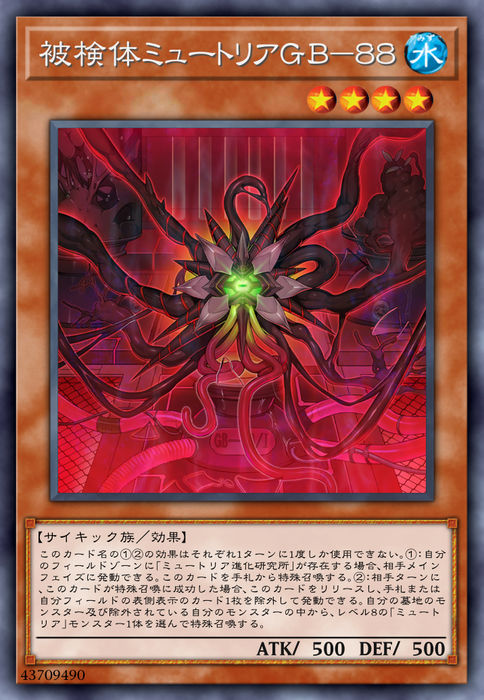 被検体ミュートリアGB－88
みず
水
GB-
【サイキック族／効果】
このカード名の①②の効果はそれぞれ1ターンに1度しか使用できない。①：自分
のフィールドゾーンに「ミュートリア進化研究所」が存在する場合、相手メイン
フェイズに発動できる。このカードを手札から特殊召喚する。②：相手ターンに
、このカードが特殊召喚に成功した場合、このカードをリリースし、手札または
自分フィールドの表側表示のカード1枚を除外して発動できる。自分の墓地のモ
ンスター及び除外されている自分のモンスターの中から、レベル8の「ミュート
リア」モンスター1体を選んで特殊召喚する。
ATK/ 500 DEF/ 500
43709490